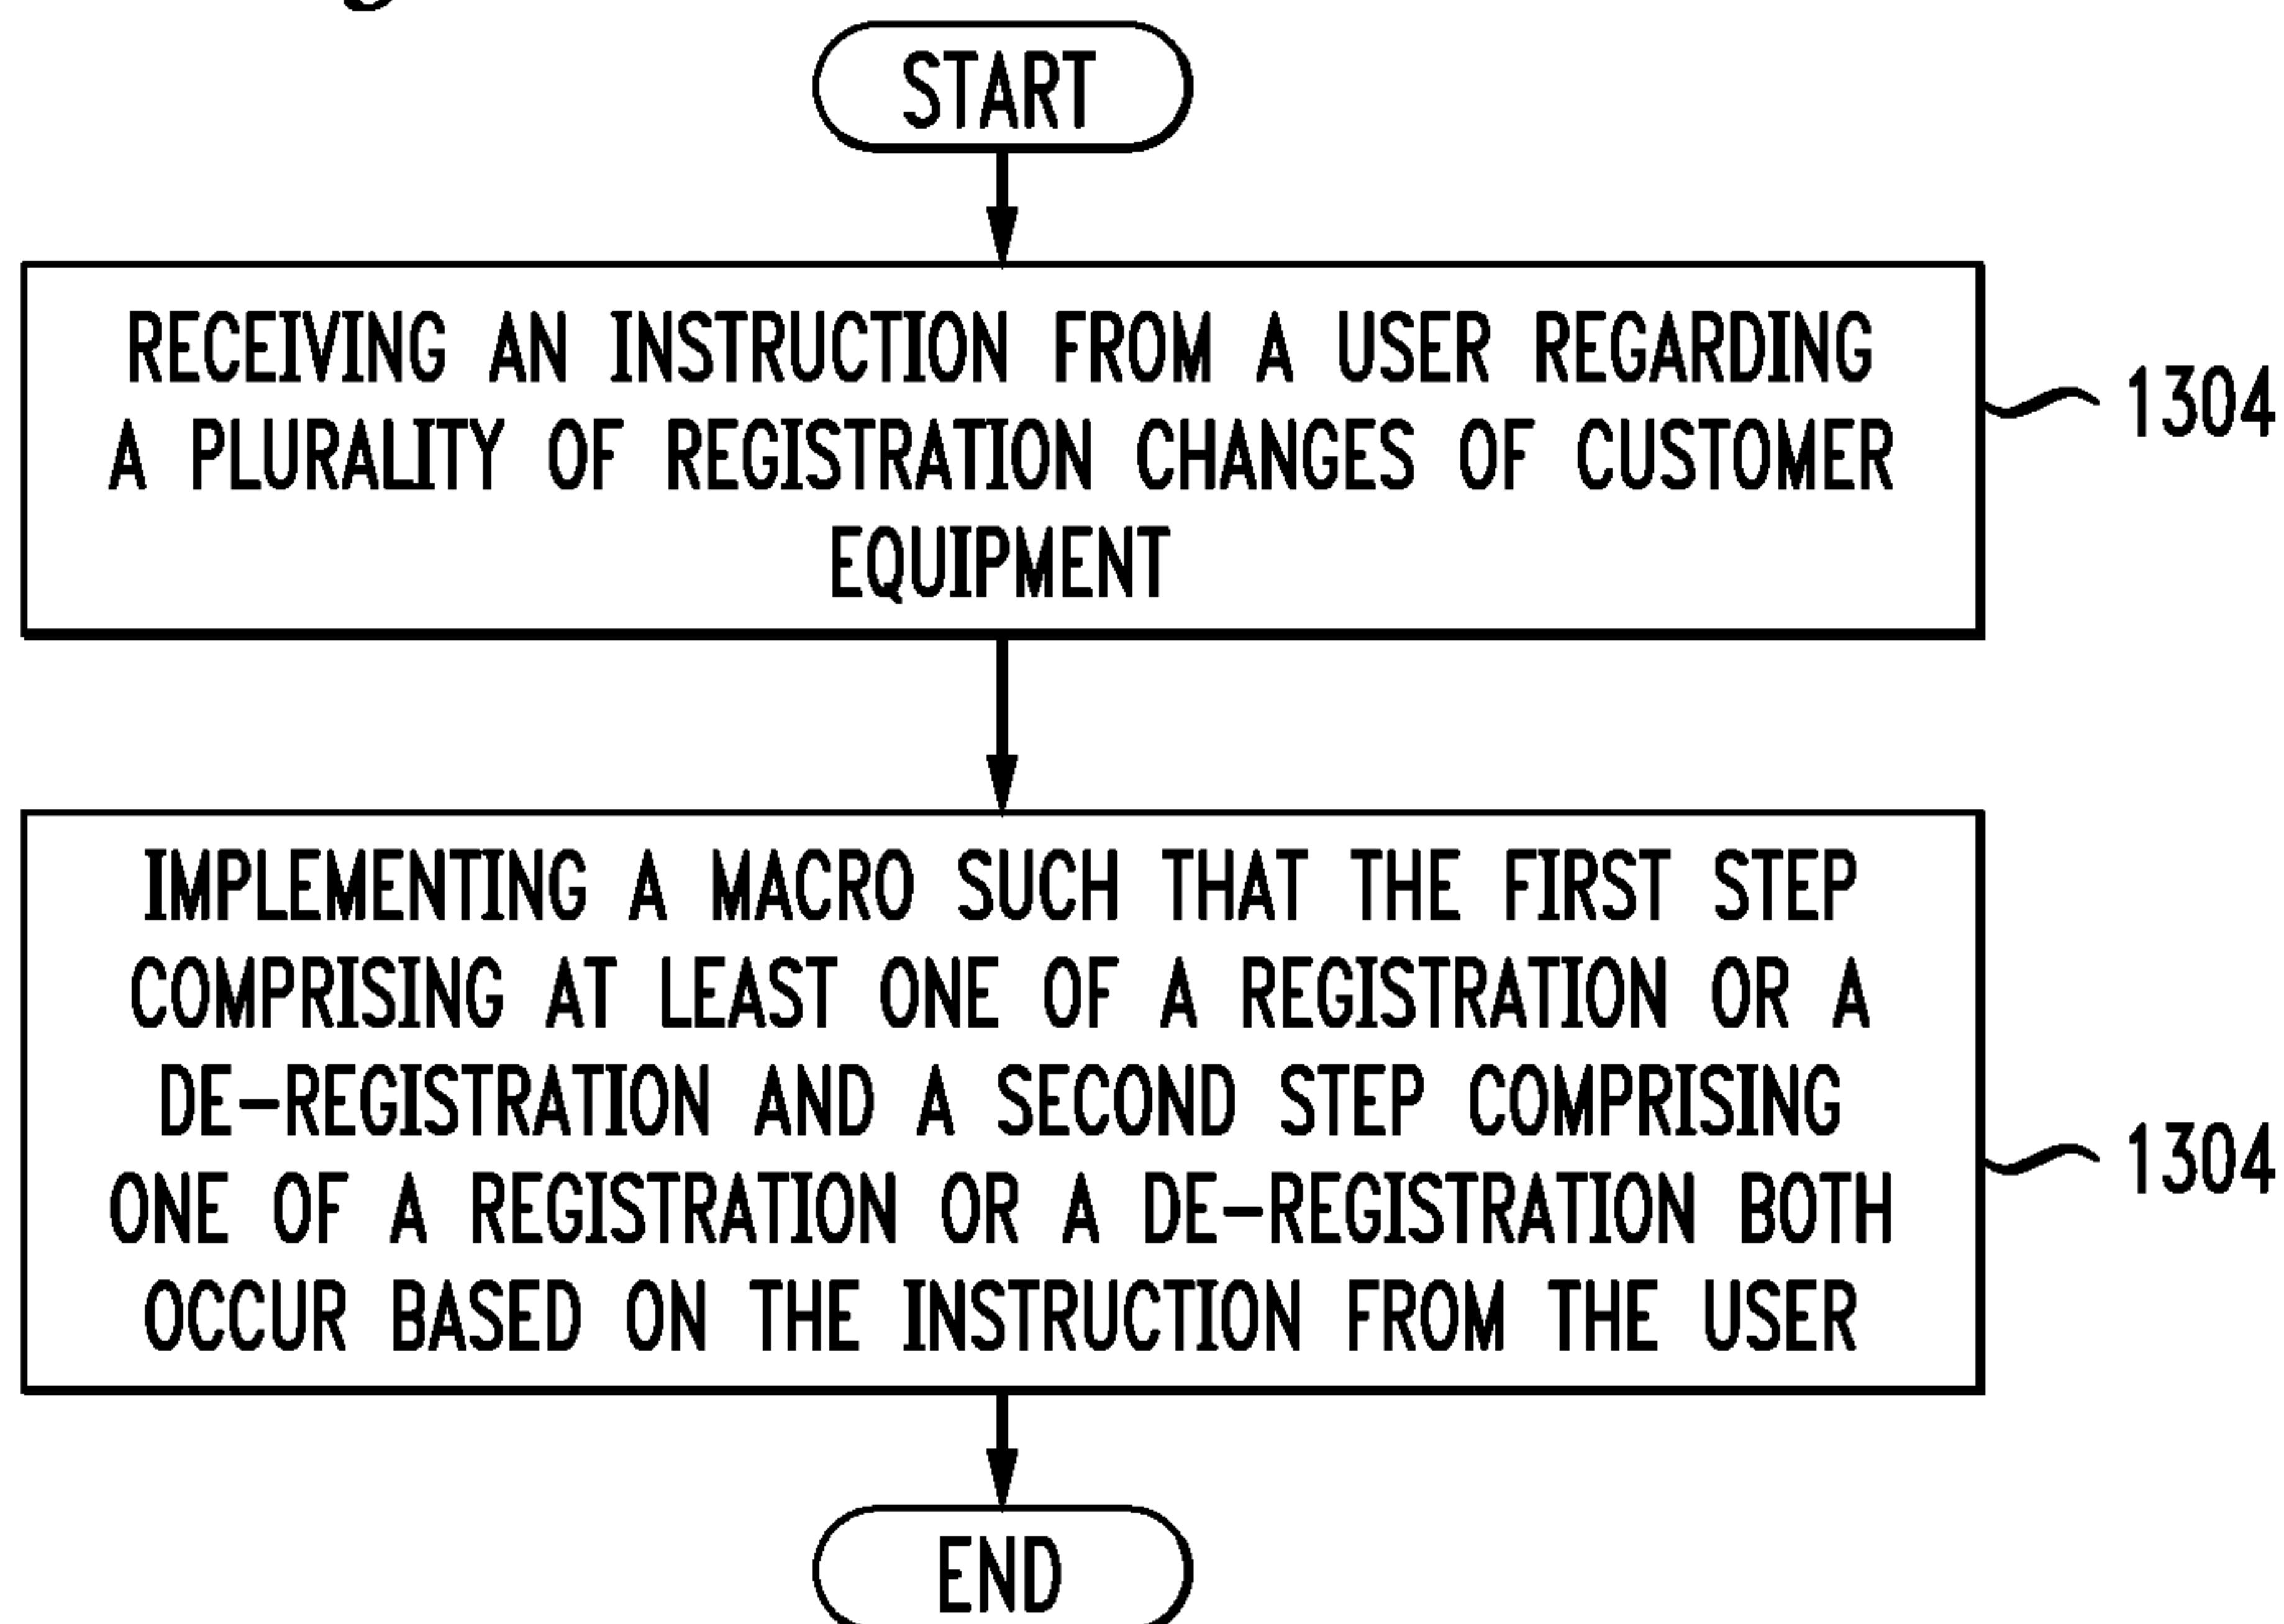 START
RECEIVING AN INSTRUCTION FROM A USER REGARDING
A PLURALITY OF REGISTRATION CHANGES OF CUSTOMER
EQUIPMENT
1304
IMPLEMENTING A MACRO SUCH THAT THE FIRST STEP
COMPRISING AT LEAST ONE OF A REGISTRATION OR A
DE-REGISTRATION AND A SECOND STEP COMPRISING
ONE OF A REGISTRATION OR A DE-REGISTRATION BOTH
OCCUR BASED ON THE INSTRUCTION FROM THE USER
1304
END